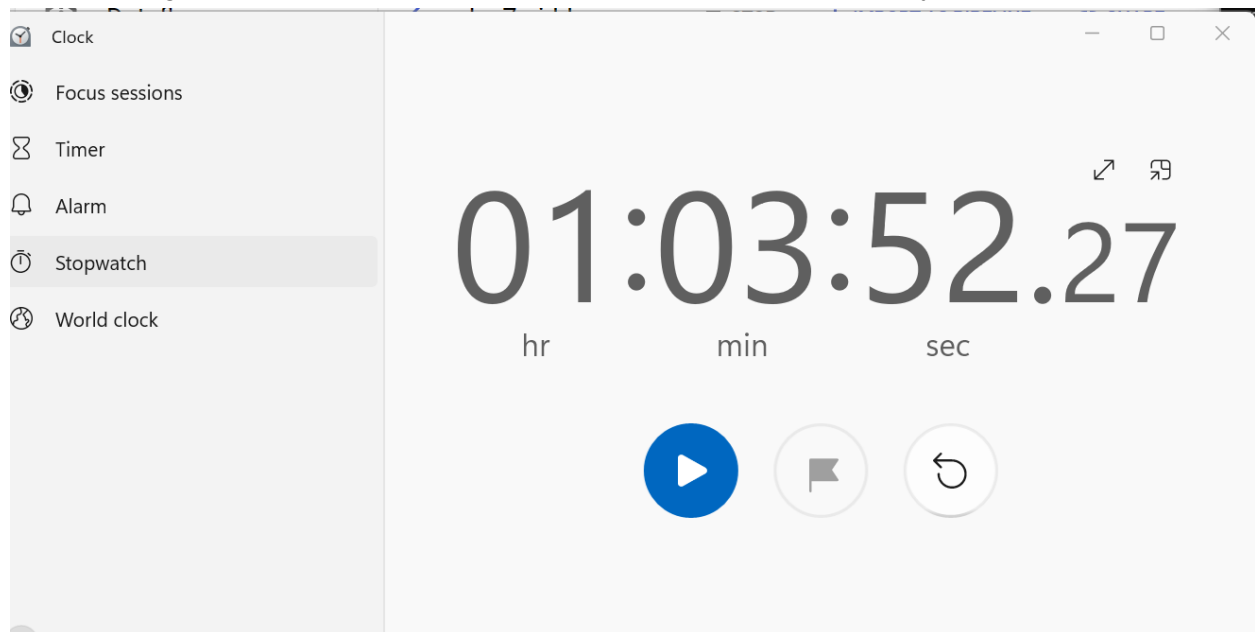 Clock
Focus sessions
Timer
Alarm
Stopwatch
World clock
01:03:52.27
hr min sec